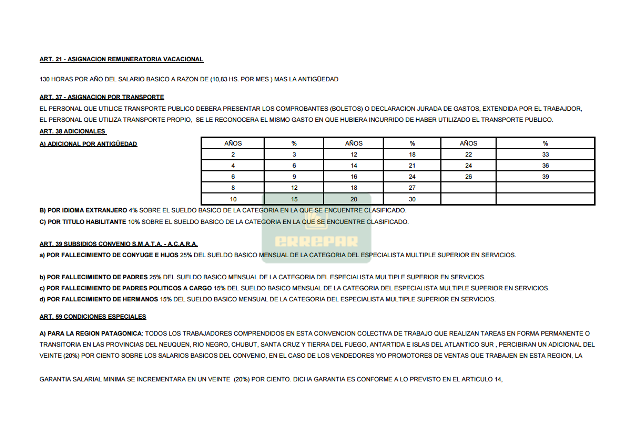 ART. 21 - ASIGNACION REMUNERATORIA VACACIONAL
130 HORAS POR AÑO DEL SALARIO BASICO A RAZON DE (10,83 HS. POR MES ) MAS LA ANTIGÜEDAD
ART. 37 - ASIGNACION POR TRANSPORTE
EL PERSONAL QUE UTILICE TRANSPORTE PUBLICO DEBERA PRESENTAR LOS COMPROBANTES (BOLETOS) O DECLARACION JURADA DE GASTOS, EXTENDIDA POR EL TRABAJDOR,
EL PERSONAL QUE UTILIZA TRANSPORTE PROPIO, SE LE RECONOCERA EL MISMO GASTO EN QUE HUBIERA INCURRIDO DE HABER UTILIZADO EL TRANSPORTE PUBLICO.
ART. 38 ADICIONALES
A) ADICIONAL POR ANTIGÜEDAD
AÑOS % AÑOS % AÑOS %
2 3 12 18 22 33
4 6 14 21 24 36
6 9 16 24 26 39
8 12 18 27
10 15 20 30
B) POR IDIOMA EXTRANJERO 4% SOBRE EL SUELDO BASICO DE LA CATEGORIA EN LA QUE SE ENCUENTRE CLASIFICADO.
C) POR TITULO HABILITANTE 10% SOBRE EL SUELDO BASICO DE LA CATEGORIA EN LA QUE SE ENCUENTRE CLASIFICADO.
ERREPAR
ART. 39 SUBSIDIOS CONVENIO S.M.A.T.A. - A.C.A.R.A.
a) POR FALLECIMIENTO DE CONYUGE E HIJOS 25% DEL SUELDO BASICO MENSUAL DE LA CATEGORIA DEL ESPECIALISTA MULTIPLE SUPERIOR EN SERVICIOS.
b) POR FALLECIMIENTO DE PADRES 25% DEL SUELDO BASICO MENSUAL DE LA CATEGORIA DEL ESPECIALISTA MULTIPLE SUPERIOR EN SERVICIOS
c) POR FALLECIMIENTO DE PADRES POLITICOS A CARGO 15% DEL SUELDO BASICO MENSUAL DE LA CATEGORIA DEL ESPECIALISTA MULTIPLE SUPERIOR EN SERVICIOS
d) POR FALLECIMIENTO DE HERMANOS 15% DEL SUELDO BASICO MENSUAL DE LA CATEGORIA DEL ESPECIALISTA MULTIPLE SUPERIOR EN SERVICIOS
ART. 59 CONDICIONES ESPECIALES
A) PARA LA REGION PATAGONICA: TODOS LOS TRABAJADORES COMPRENDIDOS EN ESTA CONVENCION COLECTIVA DE TRABAJO QUE REALIZAN TAREAS EN FORMA PERMANENTE O
TRANSITORIA EN LAS PROVINCIAS DEL NEUQUEN, RIO NEGRO, CHUBUT, SANTA CRUZ Y TIERRA DEL FUEGO, ANTARTIDA E ISLAS DEL ATLANTICO SUR , PERCIBIRAN UN ADICIONAL DEL
VEINTE (20%) POR CIENTO SOBRE LOS SALARIOS BASICOS DEL CONVENIO, EN EL CASO DE LOS VENDEDORES Y/O PROMOTORES DE VENTAS QUE TRABAJEN EN ESTA REGION, LA
GARANTIA SALARIAL MINIMA SE INCREMENTARA EN UN VEINTE (20%) POR CIENTO. DICHA GARANTIA ES CONFORME A LO PREVISTO EN EL ARTICULO 14.